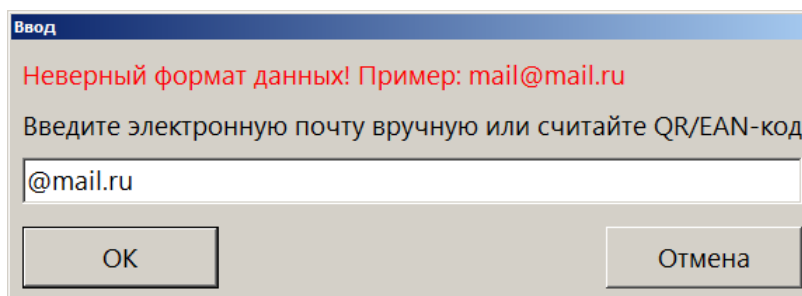 Ввод
Неверный формат данных! Пример: mail@mail.ru
Введите электронную почту вручную или считайте QR/EAN-код
@mail.ru
OK
Отмена